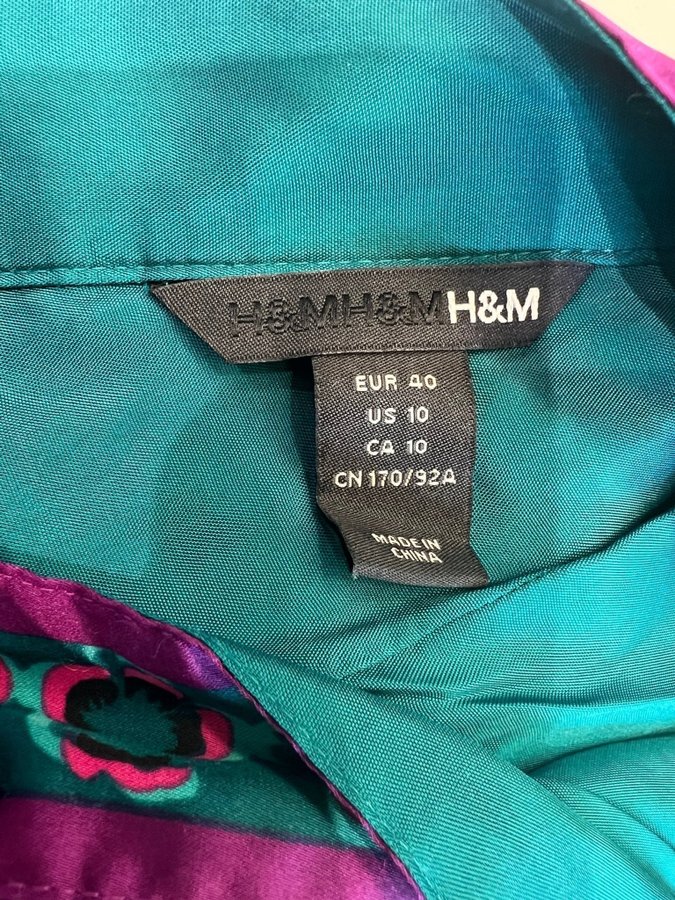 H&MH&MH&M
EUR 40
US 10
CA 10
CN 170/92A
MADE IN
CHINA